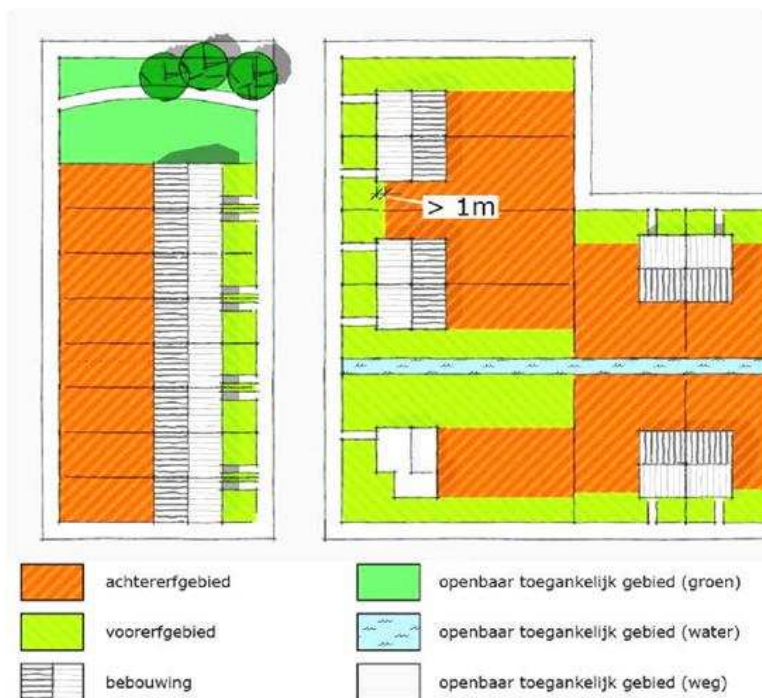 > 1m
achtererfgebied
openbaar toegankelijk gebied (groen)
voorerfgebied
openbaar toegankelijk gebied (water)
bebouwing
openbaar toegankelijk gebied (weg)